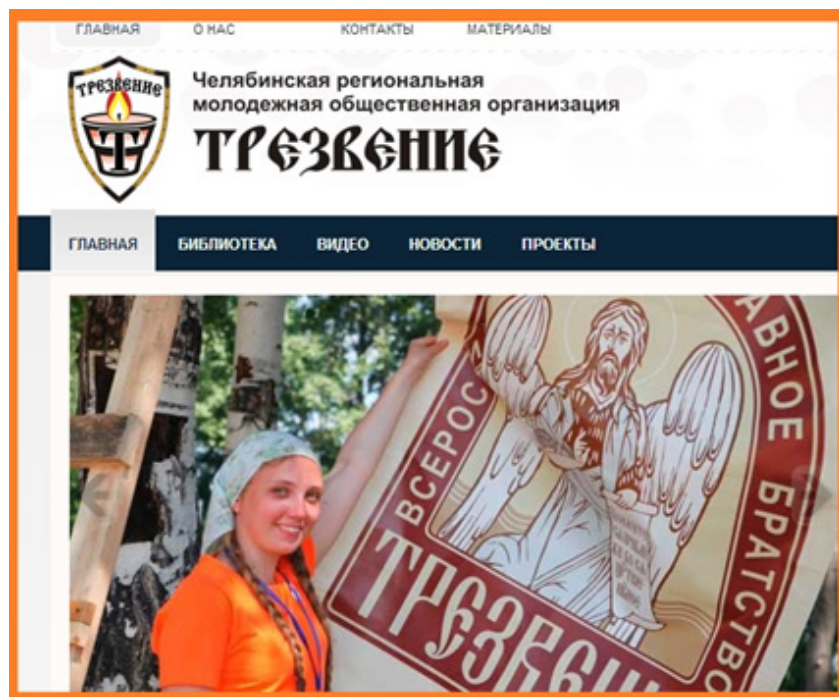 ГЛАВНАЯ О НАС КОНТАКТЫ МАТЕРИАЛЫ
ТРЕЗВЕНИЕ
Т
Челябинская региональная
молодежная общественная организация
ТРЕЗВЕНИЕ
ГЛАВНАЯ БИБЛИОТЕКА ВИДЕО НОВОСТИ ПРОЕКТЫ
ВСЕРОС
АВНОЕ БРАТСТВО
ТРЕЗВЕНИ